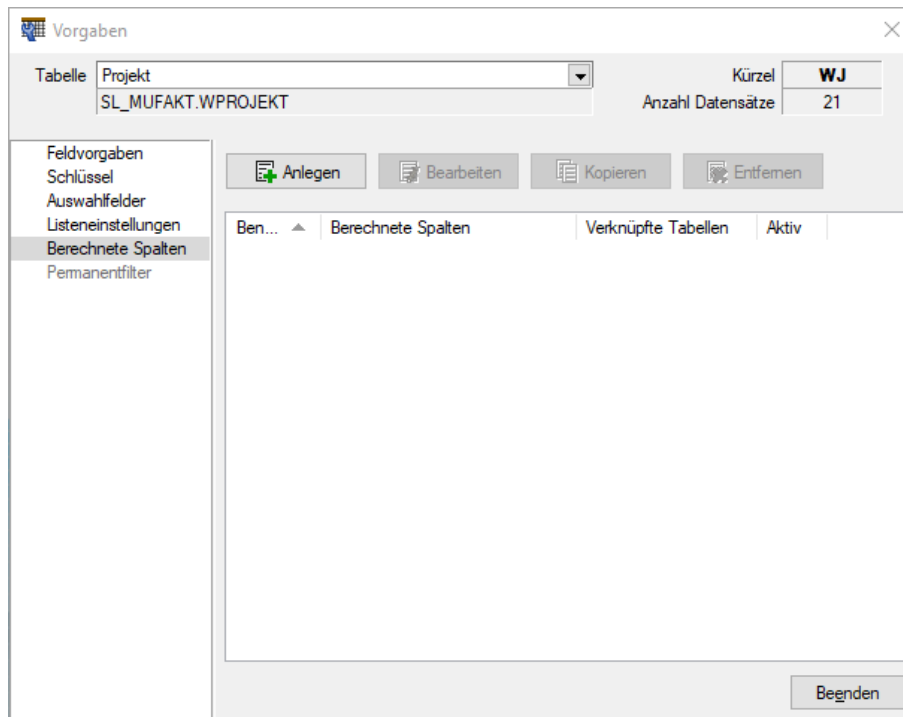 Vorgaben
Tabelle Projekt Kürzel WJ
SL_MUFAKT.WPROJEKT Anzahl Datensätze 21
Feldvorgaben
Schlüssel
Auswahlfelder
Listeneinstellungen
Berechnete Spalten
Permanentfilter
Anlegen Bearbeiten Kopieren Entfernen
Ben... Berechnete Spalten Verknüpfte Tabellen Aktiv
Beenden